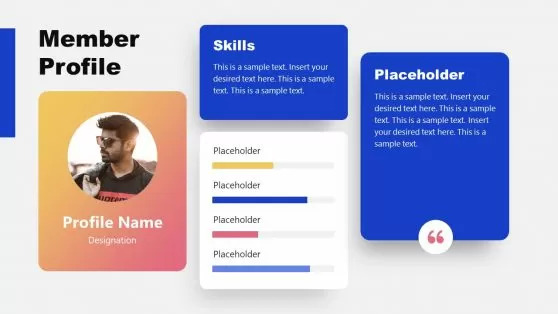 Member
Profile
Profile Name
Designation
Skills
This is a sample text. Insert your
desired text here. This is a sample
text. This is a sample text.
Placeholder
Placeholder
Placeholder
Placeholder
Placeholder
This is a sample text. Insert your
desired text here. This is a sample
text. This is a sample text. Insert
your desired text here. This is a
sample text.